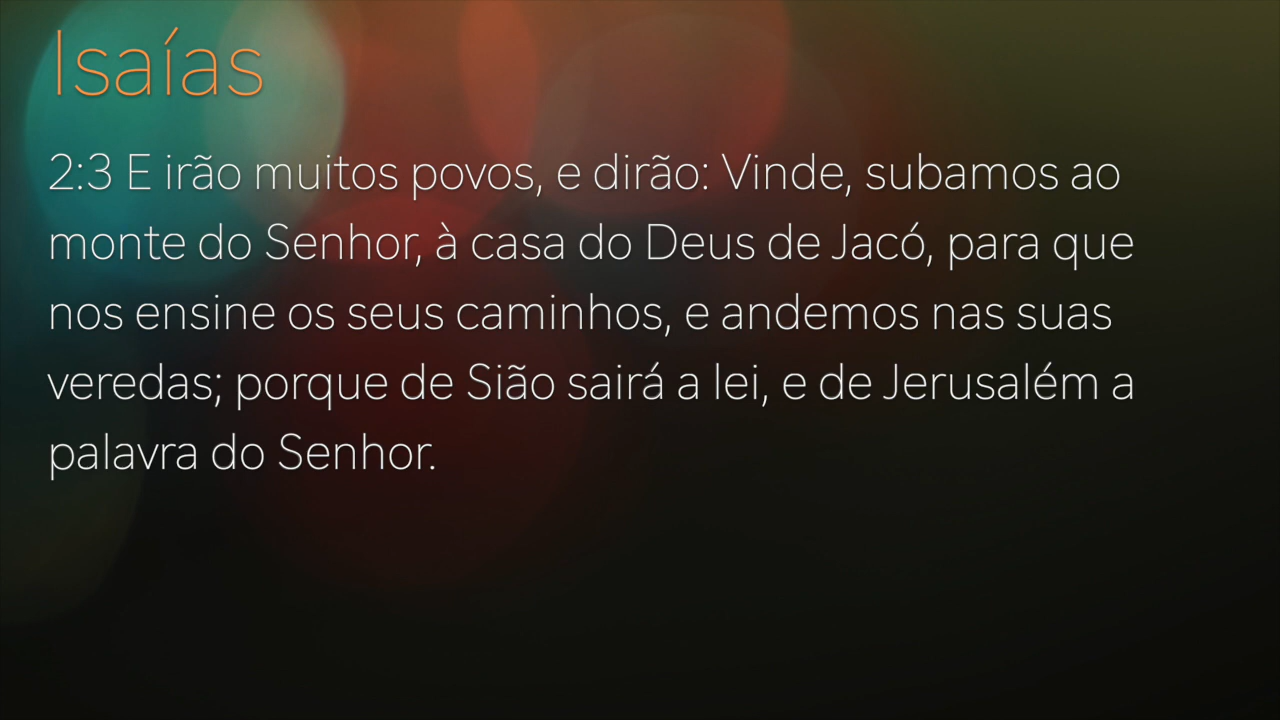 Isaías
2:3 E irão muitos povos, e dirão: Vinde, subamos ao
monte do Senhor, à casa do Deus de Jacó, para que
nos ensine os seus caminhos, e andemos nas suas
veredas; porque de Sião sairá a lei, e de Jerusalém a
palavra do Senhor.